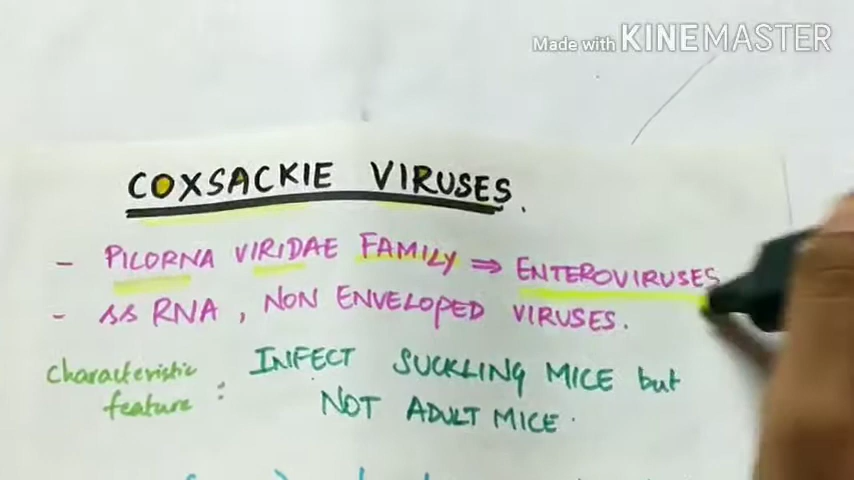 Made with KINEMASTER
COXSACKIE VIRUSES.
- PICORNA VIRIDAE FAMILY ⇒ ENTEROVIRUSES
- ss RNA, NON ENVELOPED VIRUSES.
characteristic feature : INFECT SUCKLING MICE but
NOT ADULT MICE.